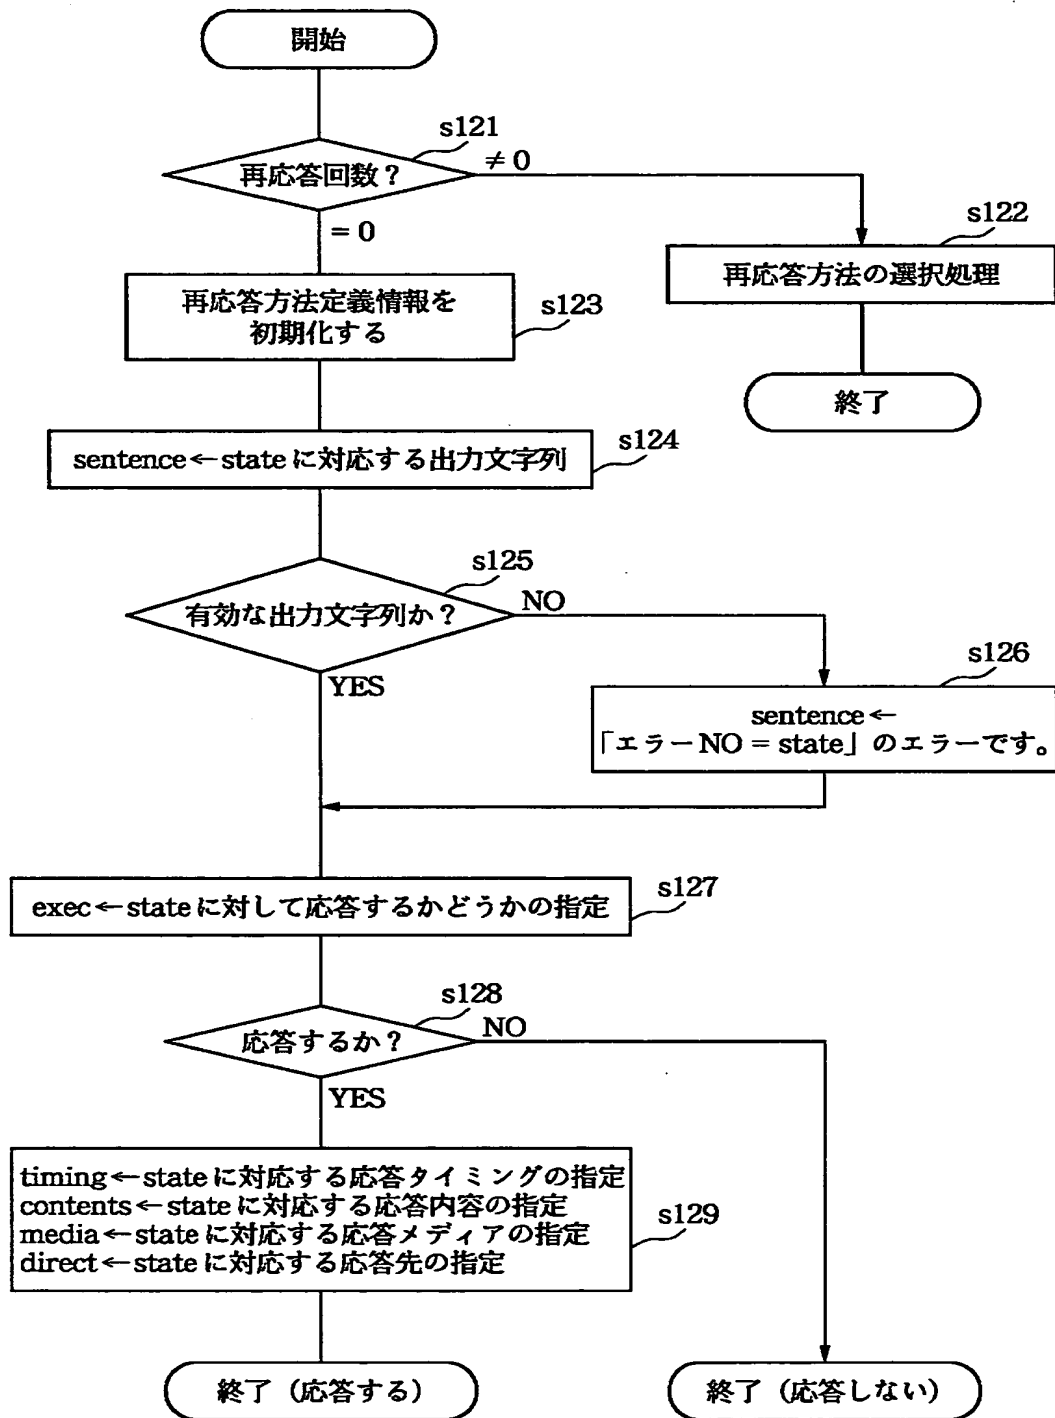 開始
s121
再応答回数？
≠0
= 0
s122
再応答方法の選択処理
終了
再応答方法定義情報を
初期化する
s123
sentence←stateに対応する出力文字列
s124
s125
有効な出力文字列か？
NO
YES
s126
sentence←
「エラーNO = state」のエラーです。
exec←stateに対して応答するかどうかの指定
s127
s128
応答するか？
NO
YES
timing←stateに対応する応答タイミングの指定
contents←stateに対応する応答内容の指定
media←stateに対応する応答メディアの指定
direct←stateに対応する応答先の指定
s129
終了（応答する）
終了（応答しない）